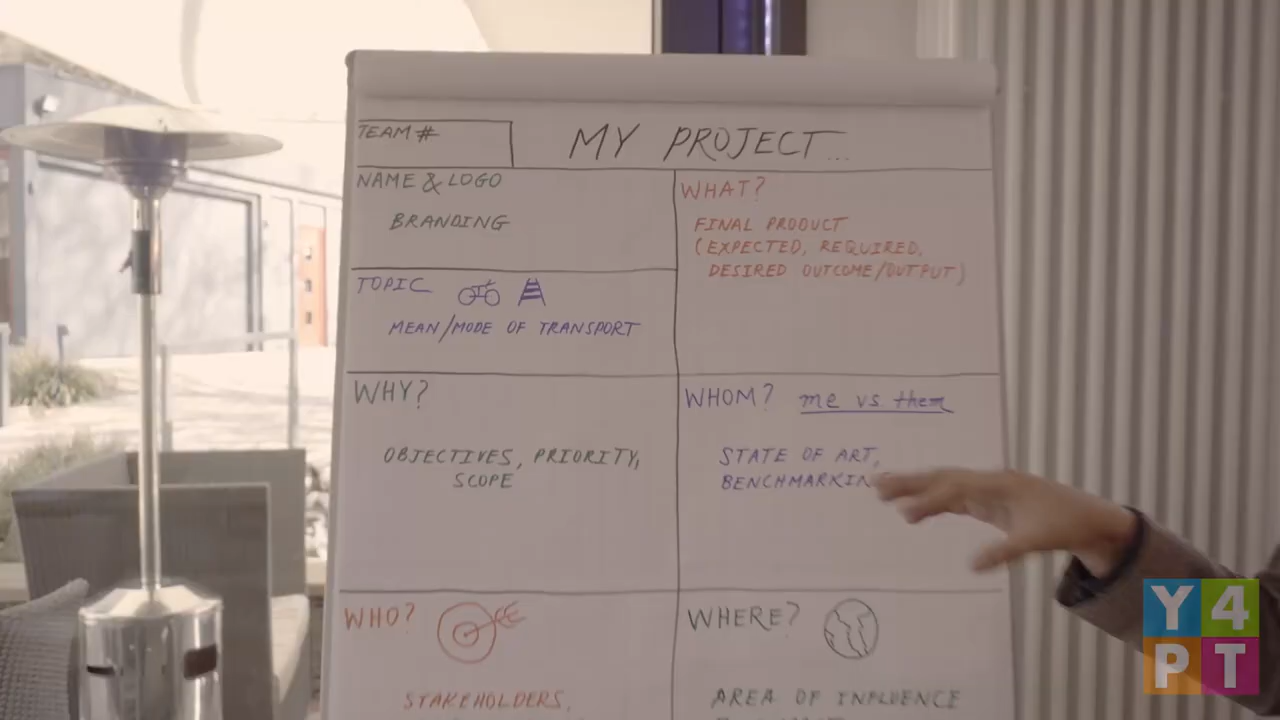 TEAM #
MY PROJECT...
NAME & LOGO
BRANDING
TOPIC
MEAN/MODE OF TRANSPORT
WHAT?
FINAL PRODUCT
(EXPECTED, REQUIRED,
DESIRED OUTCOME/OUTPUT)
WHY?
OBJECTIVES, PRIORITY,
SCOPE
WHOM? me vs. them
STATE OF ART,
BENCHMARKIN
WHO?
STAKEHOLDERS,
WHERE?
AREA OF INFLUENCE
Y4
PT